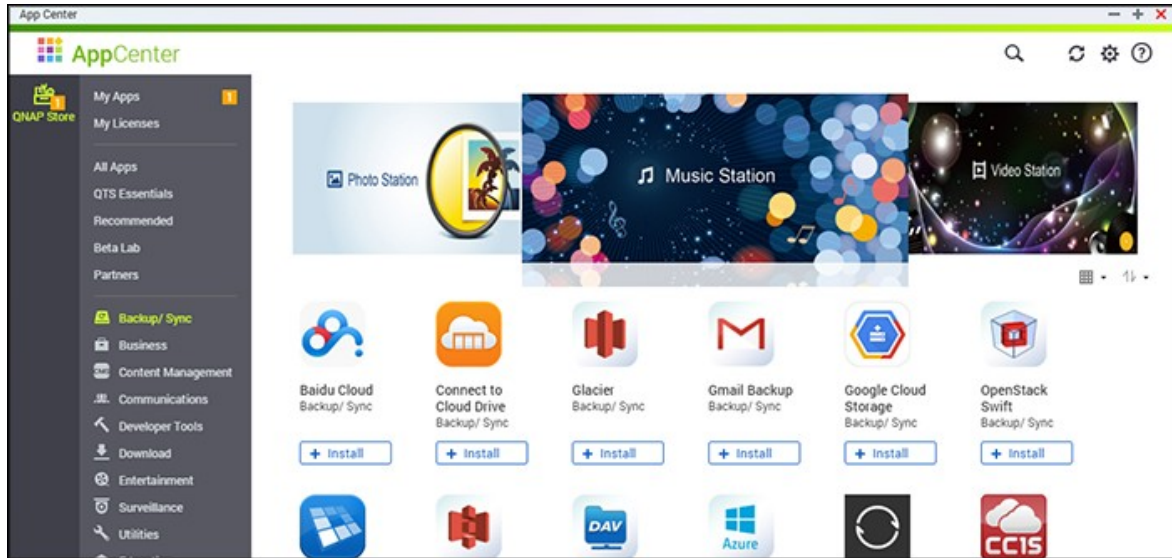 App Center
AppCenter
QNAP Store
1
My Apps
1
My Licenses
All Apps
QTS Essentials
Recommended
Beta Lab
Partners
Backup/ Sync
Business
CMS
Content Management
Communications
Developer Tools
Download
Entertainment
Surveillance
Utilities
Photo Station
Music Station
Video Station
Baidu Cloud
Backup/ Sync
+ Install
Connect to
Cloud Drive
Backup/ Sync
+ Install
Glacier
Backup/ Sync
+ Install
Gmail Backup
Backup/ Sync
+ Install
Google Cloud
Storage
Backup/ Sync
+ Install
OpenStack
Swift
Backup/ Sync
+ Install
DAV
Azure
CC1S